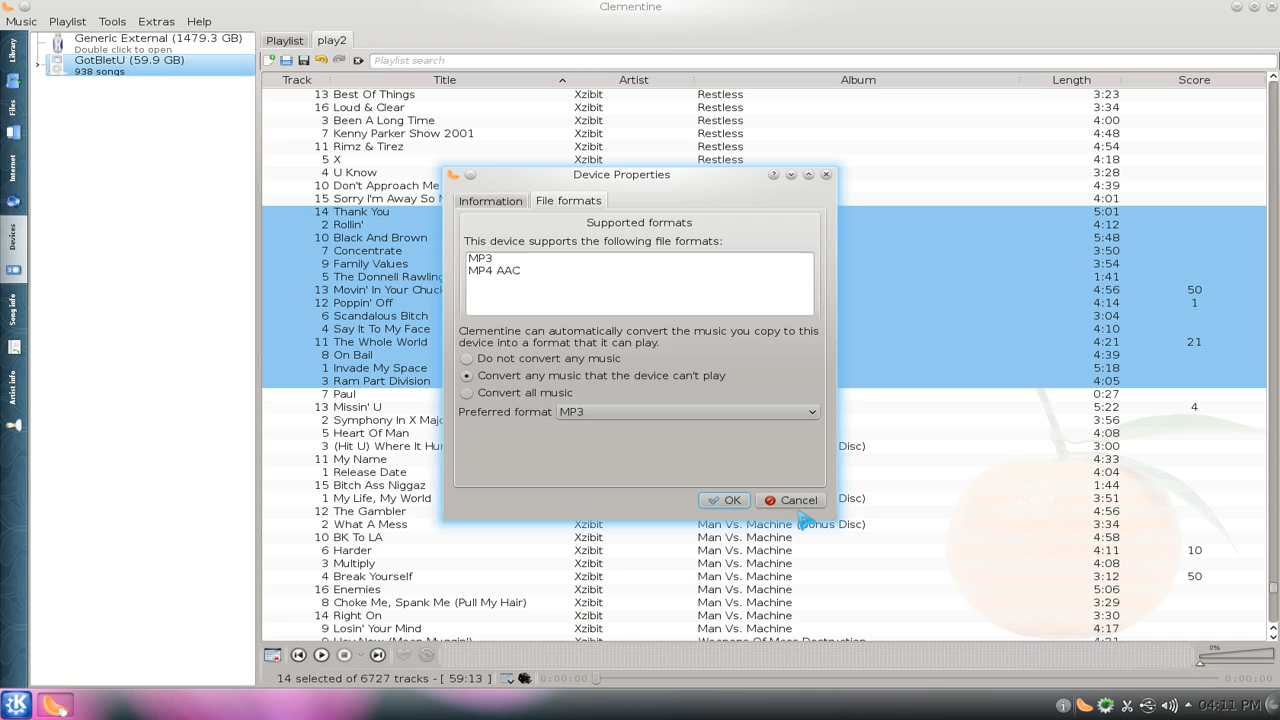 Clementine
Music Playlist Tools Extras Help
Generic External (1479.3 GB)
Double click to open
GotBletU (59.9 GB)
938 songs
Library
Files
Internet
Devices
Song info
Artist info
Playlist play2
Playlist search
Track Title Artist Album Length Score
13 Best Of Things Xzibit Restless 3:23
16 Loud & Clear Xzibit Restless 3:34
3 Been A Long Time Xzibit Restless 4:00
7 Kenny Parker Show 2001 Xzibit Restless 4:48
11 Rimz & Tirez Xzibit Restless 4:54
5 X Xzibit Restless 4:18
4 U Know 3:28
10 Don't Approach Me 4:39
15 Sorry I'm Away So 4:01
14 Thank You 5:01
2 Rollin' 4:12
10 Black And Brown 5:48
7 Concentrate 3:50
9 Family Values 3:54
5 The Donnell Rawling 1:41
13 Movin' In Your Chuc 4:56 50
12 Poppin' Off 4:14 1
6 Scandalous Bitch 3:04
4 Say It To My Face 4:10
11 The Whole World 4:21 21
8 On Bail 4:39
1 Invade My Space 5:18
3 Ram Part Division 4:05
7 Paul 0:27
13 Missin' U 5:22 4
2 Symphony In X Majo 3:56
5 Heart Of Man 4:08
3 (Hit U) Where It Hu Disc) 3:00
11 My Name 4:33
1 Release Date 4:04
15 Bitch Ass Niggaz 1:44
1 My Life, My World Disc) 3:51
12 The Gambler 4:56
2 What A Mess Xzibit Man Vs. Machine (Bonus Disc) 3:34
10 BK To LA Xzibit Man Vs. Machine 4:58
6 Harder Xzibit Man Vs. Machine 4:11 10
3 Multiply Xzibit Man Vs. Machine 4:08
4 Break Yourself Xzibit Man Vs. Machine 3:12 50
16 Enemies Xzibit Man Vs. Machine 5:06
8 Choke Me, Spank Me (Pull My Hair) Xzibit Man Vs. Machine 3:29
14 Right On Xzibit Man Vs. Machine 3:30
9 Losin' Your Mind Xzibit Man Vs. Machine 4:17
Device Properties
Information File formats
Supported formats
This device supports the following file formats:
MP3
MP4 AAC
Clementine can automatically convert the music you copy to this
device into a format that it can play.
Do not convert any music
Convert any music that the device can't play
Convert all music
Preferred format MP3
OK Cancel
0%
14 selected of 6727 tracks - [ 59:13 ] 0:00:00 0:00:00
04:11 PM